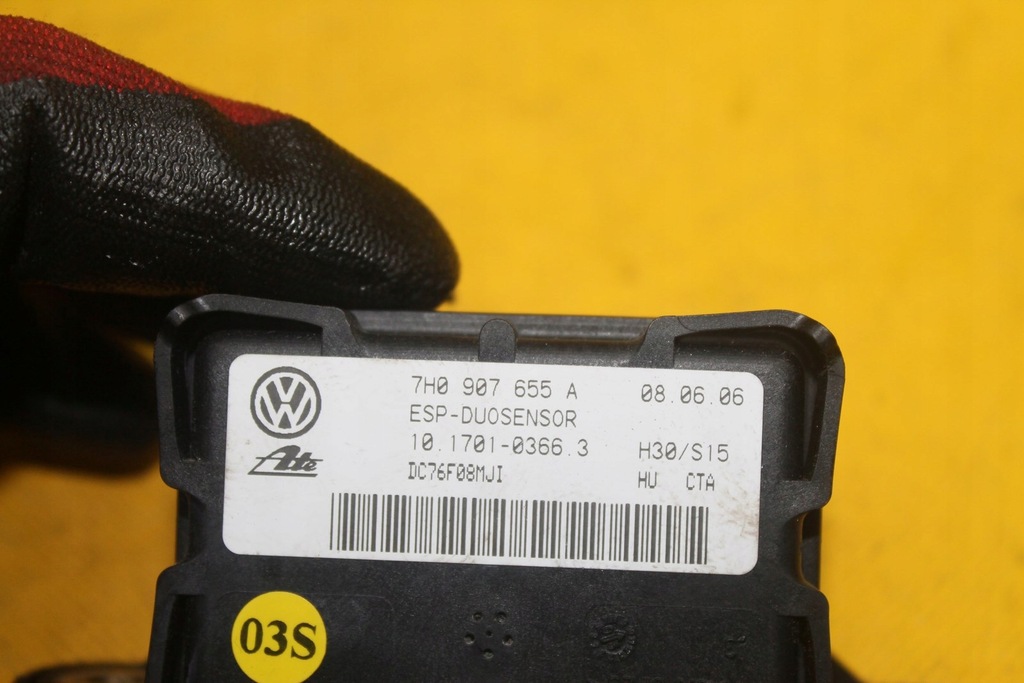 7H0 907 655 A 08.06.06
ESP-DUOSENSOR
10.1701-0366.3 H30/S15
Ate DC76F08MJI HU CTA
03S